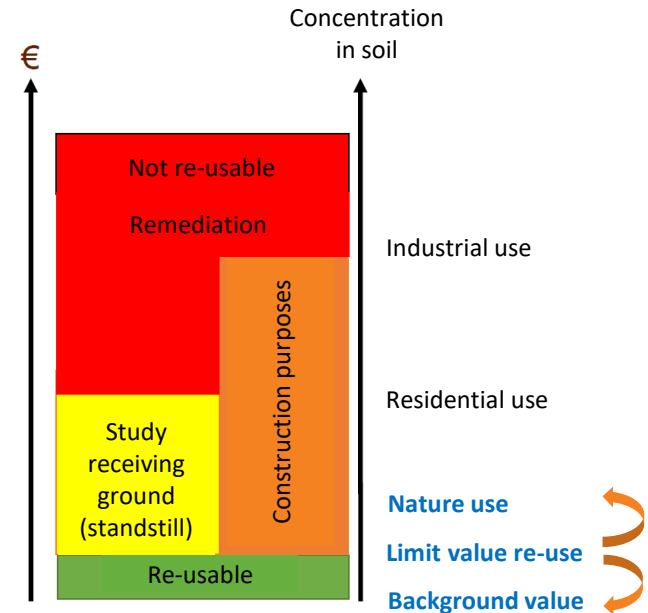 Concentration
in soil
€
Not re-usable
Remediation
Industrial use
Construction purposes
Residential use
Study
receiving
ground
(standstill)
Nature use
Limit value re-use
Re-usable
Background value